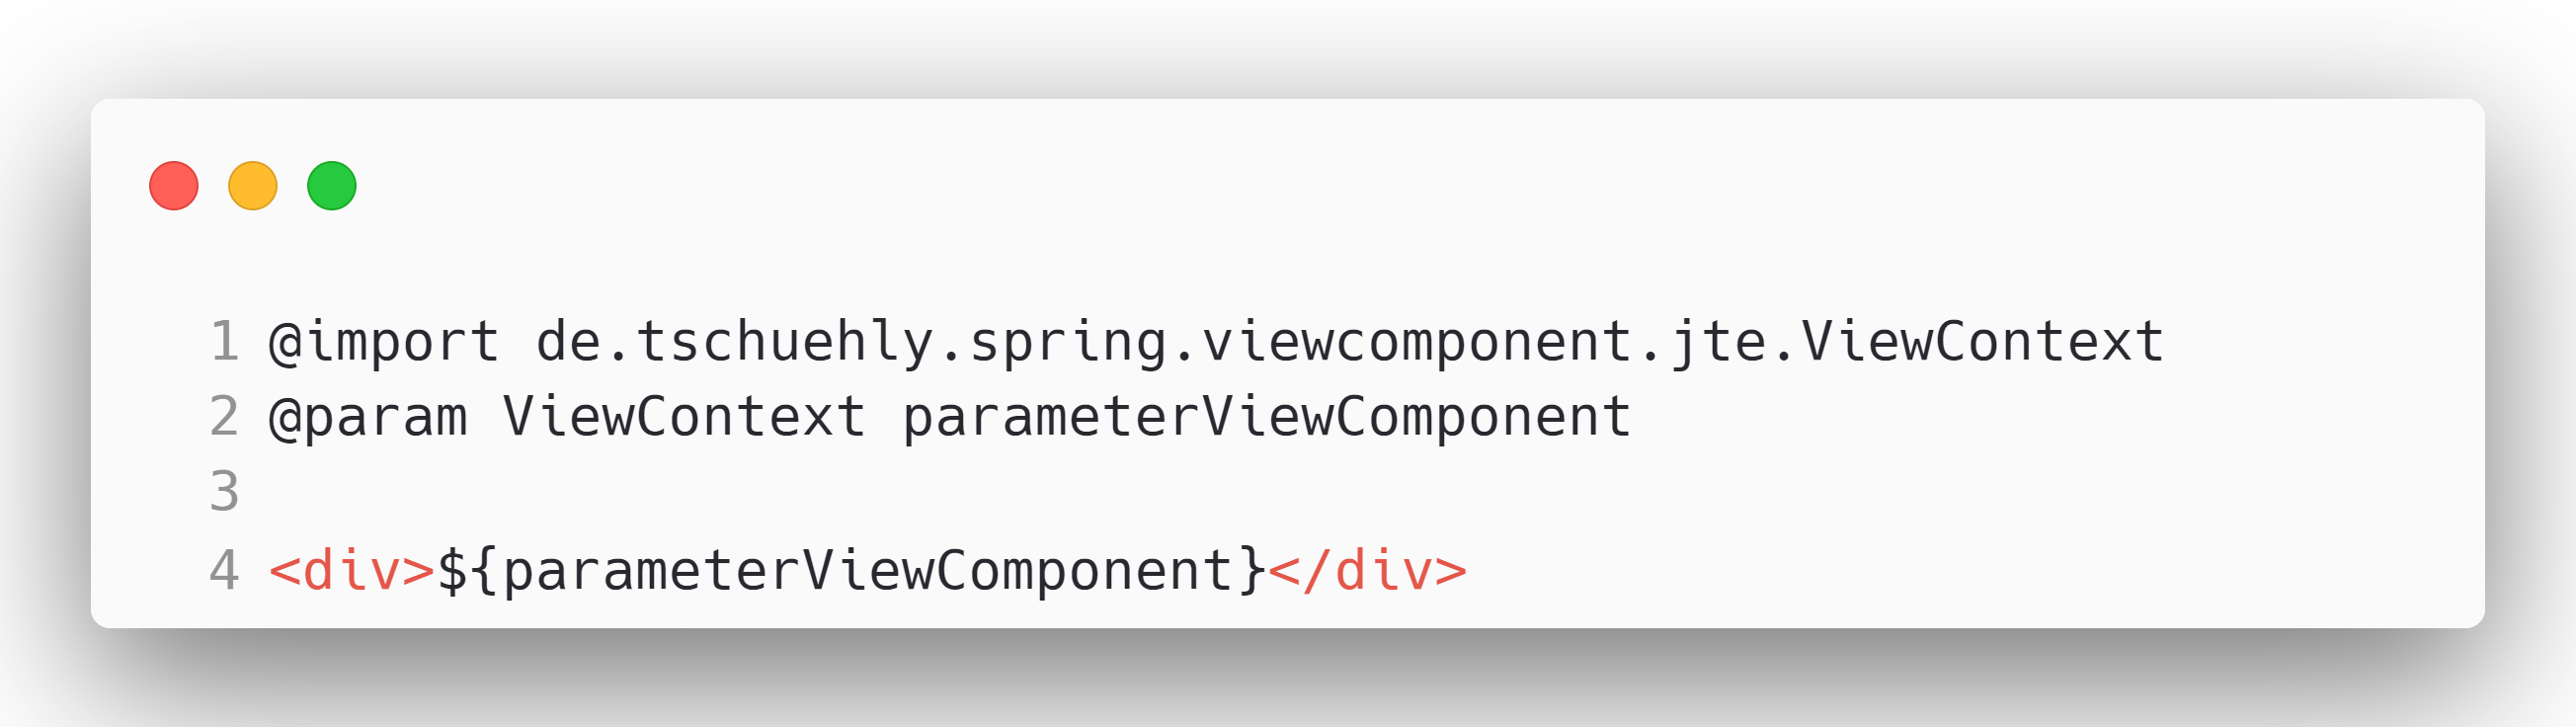 1 @import de.tschuehly.spring.viewcomponent.jte.ViewContext
2 @param ViewContext parameterViewComponent
3
4 <div>${parameterViewComponent}</div>